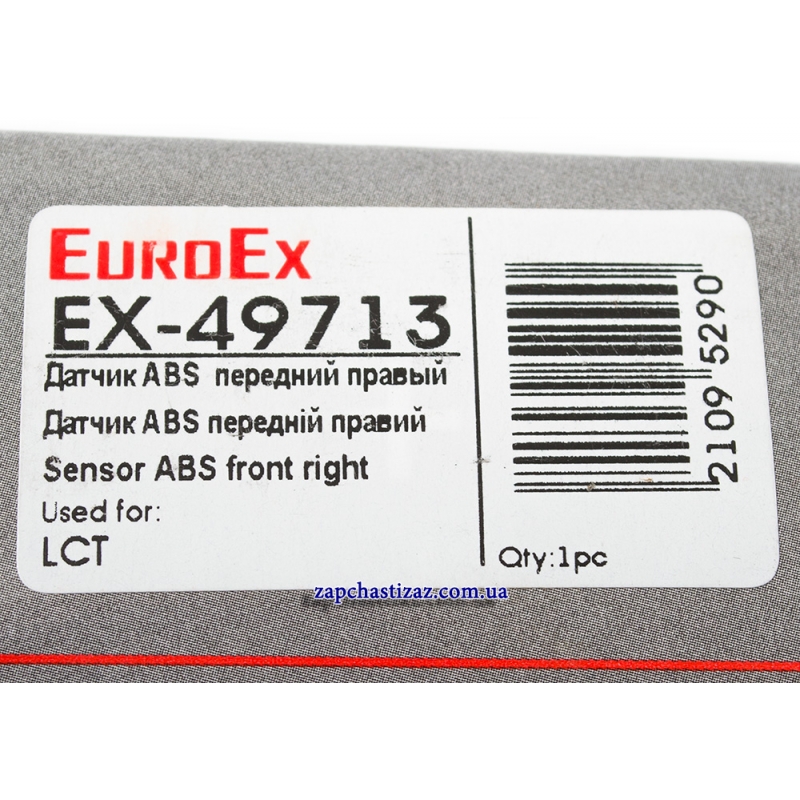 EUROEX
EX-49713
Датчик ABS передний правый
Датчик ABS передній правий
Sensor ABS front right
Used for:
LCT
2109 5290
Qty:1pc
zapchastizaz.com.ua